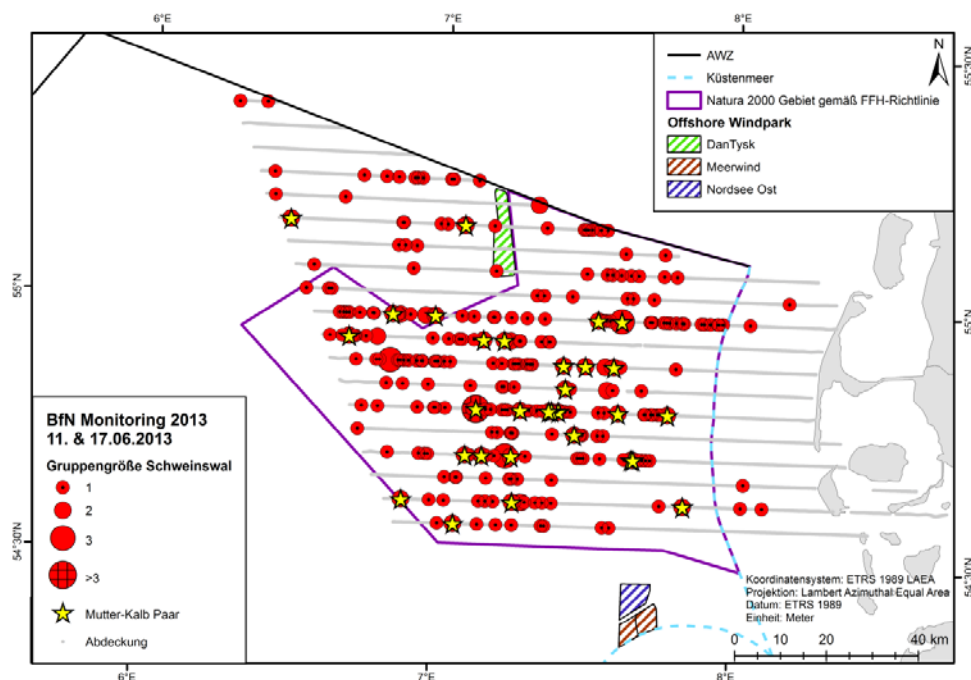 6°E
7°E
8°E
N
55°30'N
AWZ
Küstenmeer
Natura 2000 Gebiet gemäß FFH-Richtlinie
Offshore Windpark
DanTysk
Meerwind
Nordsee Ost
55°N
55°N
BfN Monitoring 2013
11. & 17.06.2013
Gruppengröße Schweinswal
1
2
3
>3
Mutter-Kalb Paar
Abdeckung
54°30'N
54°30'N
Koordinatensystem: ETRS 1989 LAEA
Projektion: Lambert Azimuthal Equal Area
Datum: ETRS 1989
Einheit: Meter
0 10 20 40 km
6°E
7°E
8°E